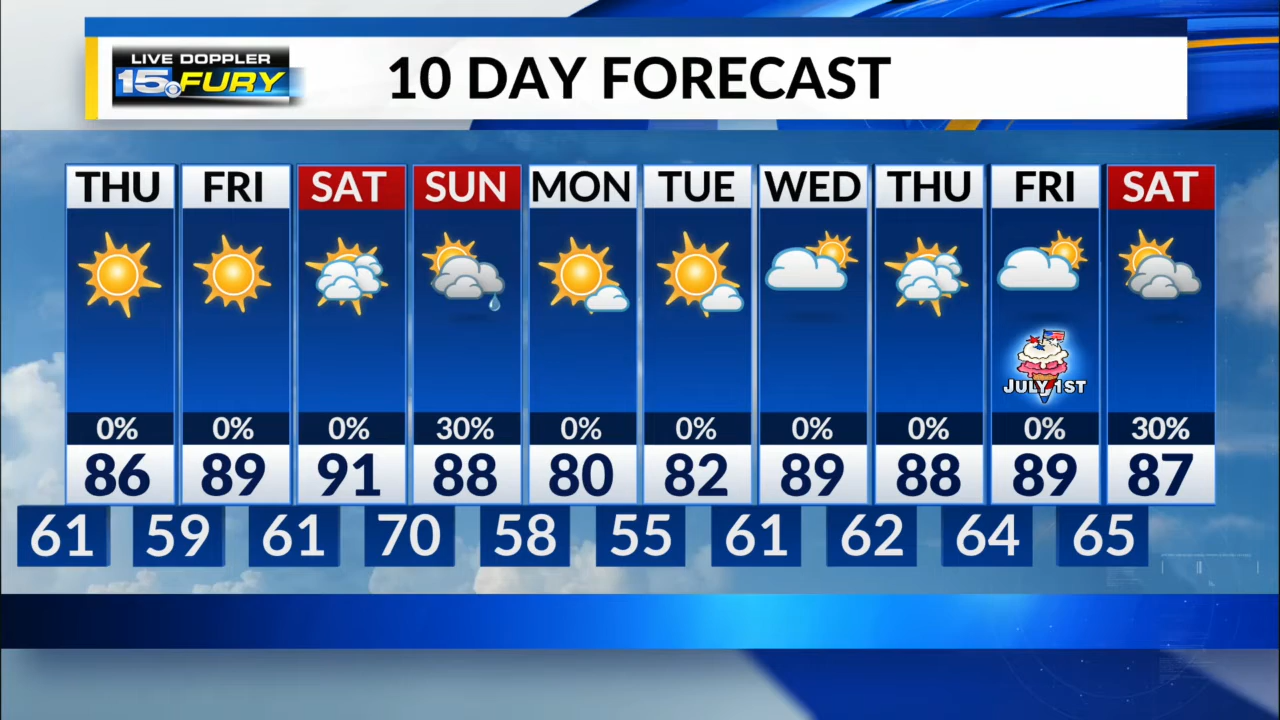 LIVE DOPPLER
15 FURY
10 DAY FORECAST
THU FRI SAT SUN MON TUE WED THU FRI SAT
JULY 1ST
0% 0% 0% 30% 0% 0% 0% 0% 0% 30%
86 89 91 88 80 82 89 88 89 87
61 59 61 70 58 55 61 62 64 65